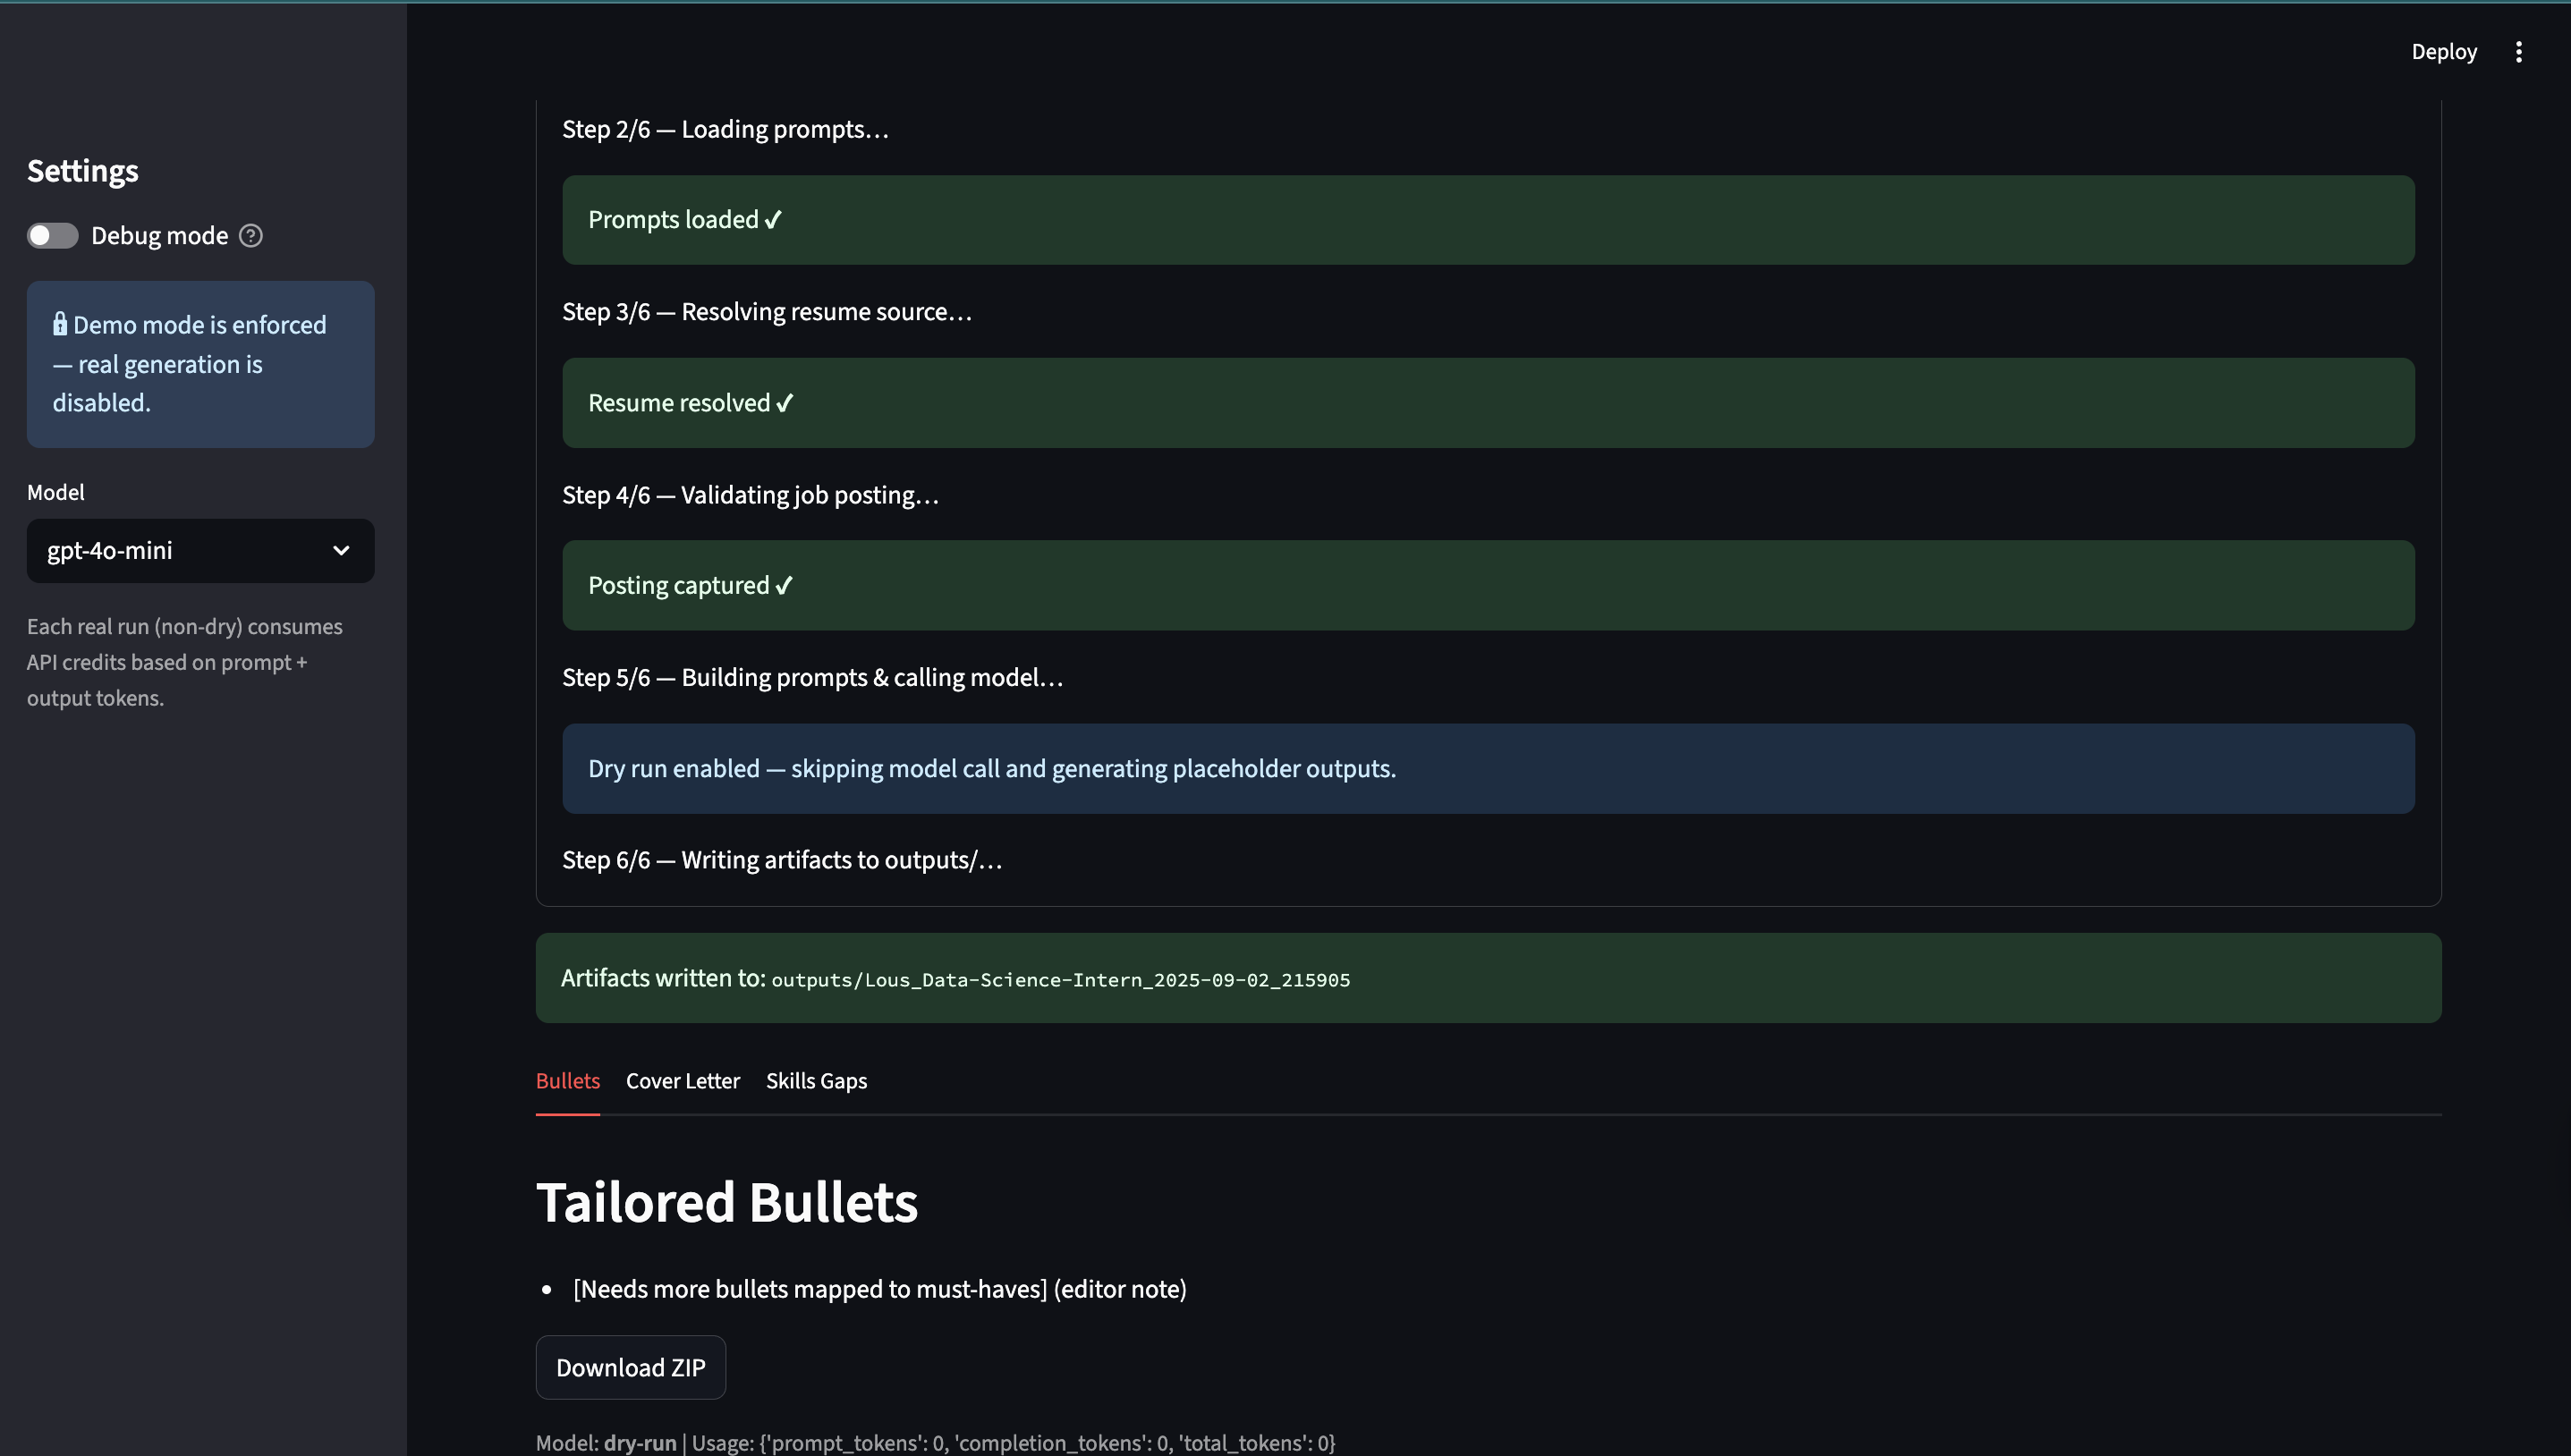 Deploy
Settings
Debug mode
Demo mode is enforced
— real generation is
disabled.
Model
gpt-4o-mini
Each real run (non-dry) consumes
API credits based on prompt +
output tokens.
Step 2/6 — Loading prompts…
Prompts loaded ✓
Step 3/6 — Resolving resume source…
Resume resolved ✓
Step 4/6 — Validating job posting…
Posting captured ✓
Step 5/6 — Building prompts & calling model…
Dry run enabled — skipping model call and generating placeholder outputs.
Step 6/6 — Writing artifacts to outputs/…
Artifacts written to: outputs/Lous_Data-Science-Intern_2025-09-02_215905
Bullets Cover Letter Skills Gaps
Tailored Bullets
• [Needs more bullets mapped to must-haves] (editor note)
Download ZIP
Model: dry-run | Usage: {'prompt_tokens': 0, 'completion_tokens': 0, 'total_tokens': 0}